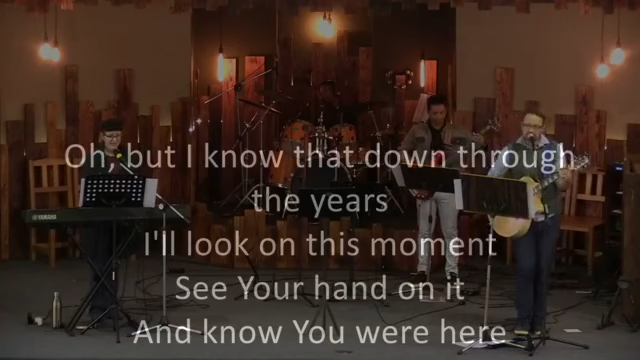 Oh, but I know that down through
the years
I'll look on this moment
See Your hand on it
And know You were here
YAMAHA